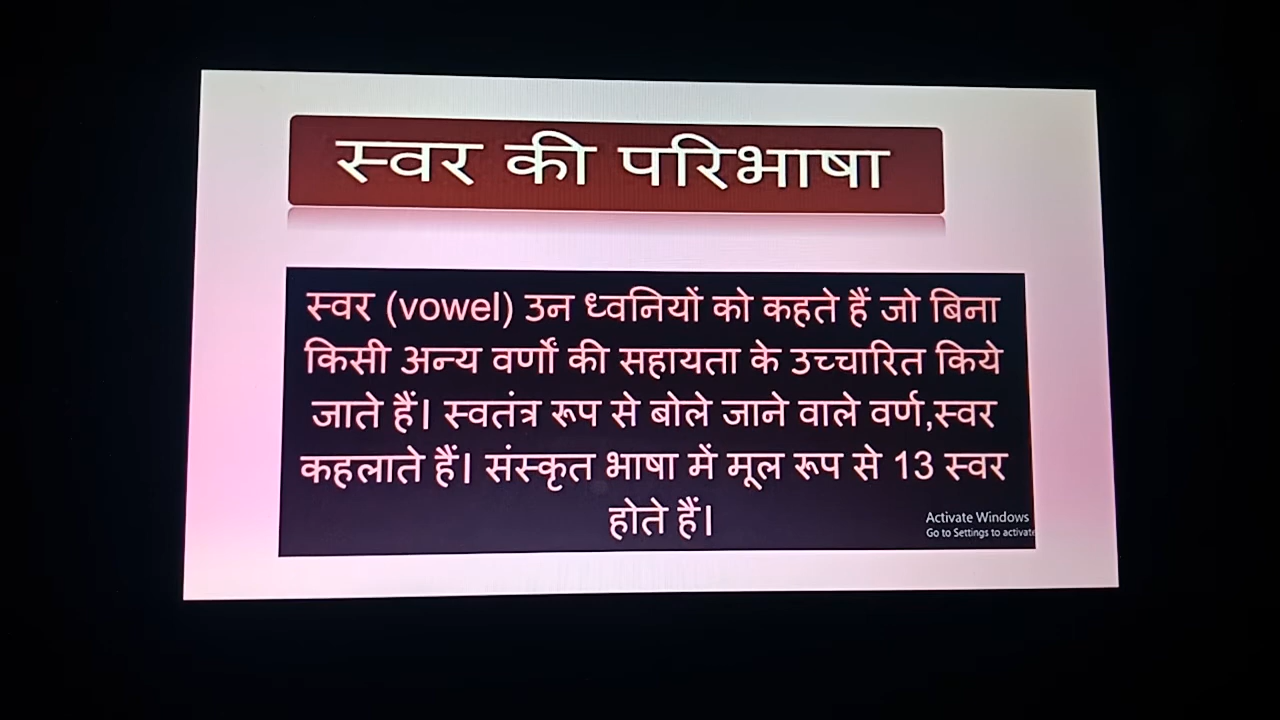 स्वर की परिभाषा
स्वर (vowel) उन ध्वनियों को कहते हैं जो बिना
किसी अन्य वर्णों की सहायता के उच्चारित किये
जाते हैं। स्वतंत्र रूप से बोले जाने वाले वर्ण,स्वर
कहलाते हैं। संस्कृत भाषा में मूल रूप से 13 स्वर
होते हैं।
Activate Windows
Go to Settings to activate